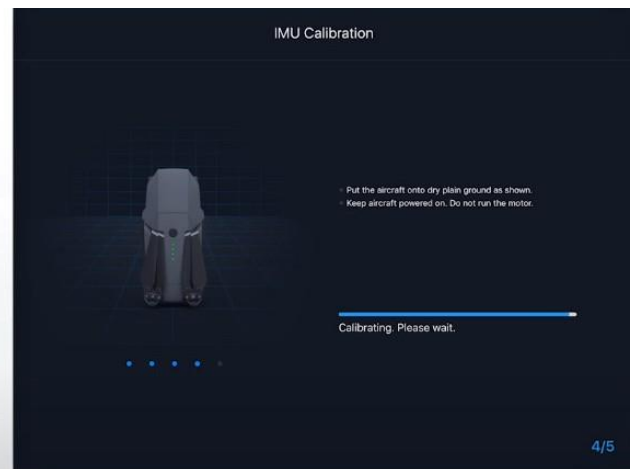 IMU Calibration
Put the aircraft onto dry plain ground as shown.
Keep aircraft powered on. Do not run the motor.
Calibrating. Please wait.
4/5